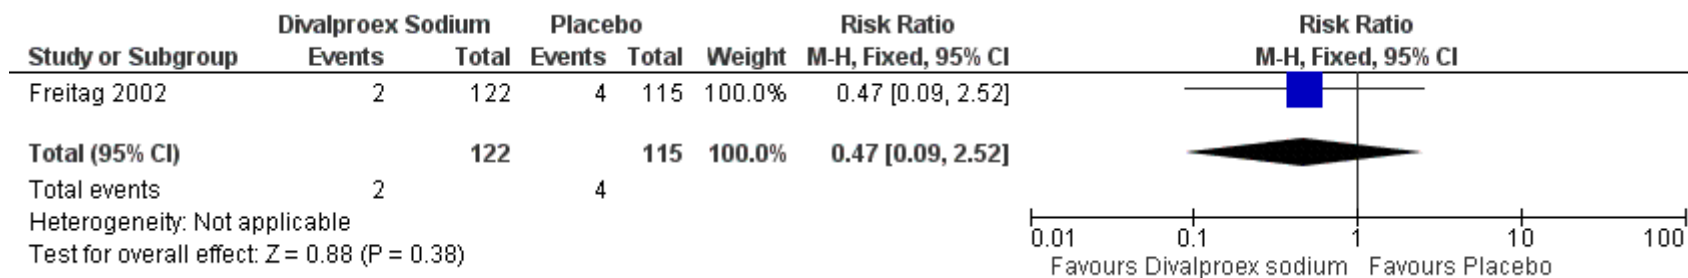 Divalproex Sodium Placebo Risk Ratio Risk Ratio
Study or Subgroup Events Total Events Total Weight M-H, Fixed, 95% CI M-H, Fixed, 95% CI
Freitag 2002 2 122 4 115 100.0% 0.47 [0.09, 2.52]
Total (95% CI) 122 115 100.0% 0.47 [0.09, 2.52]
Total events 2 4
Heterogeneity: Not applicable
Test for overall effect: Z = 0.88 (P = 0.38)
0.01 0.1 1 10 100
Favours Divalproex sodium Favours Placebo